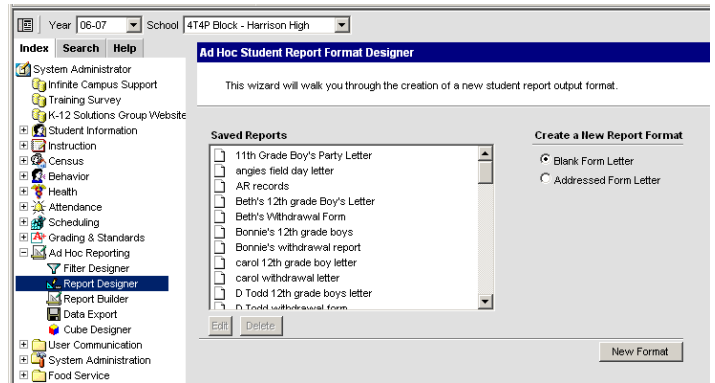 Year 06-07 School 4T4P Block - Harrison High
Index Search Help
System Administrator
Infinite Campus Support
Training Survey
K-12 Solutions Group Website
Student Information
Instruction
Census
Behavior
Health
Attendance
Scheduling
Grading & Standards
Ad Hoc Reporting
Filter Designer
Report Designer
Report Builder
Data Export
Cube Designer
User Communication
System Administration
Food Service
Ad Hoc Student Report Format Designer
This wizard will walk you through the creation of a new student report output format.
Saved Reports
11th Grade Boy's Party Letter
angies field day letter
AR records
Beth's 12th grade Boy's Letter
Beth's Withdrawal Form
Bonnie's 12th grade boys
Bonnie's withdrawal report
carol 12th grade boy letter
carol withdrawal letter
D Todd 12th grade boys letter
D Todd withdrawal form
Edit Delete
Create a New Report Format
Blank Form Letter
Addressed Form Letter
New Format